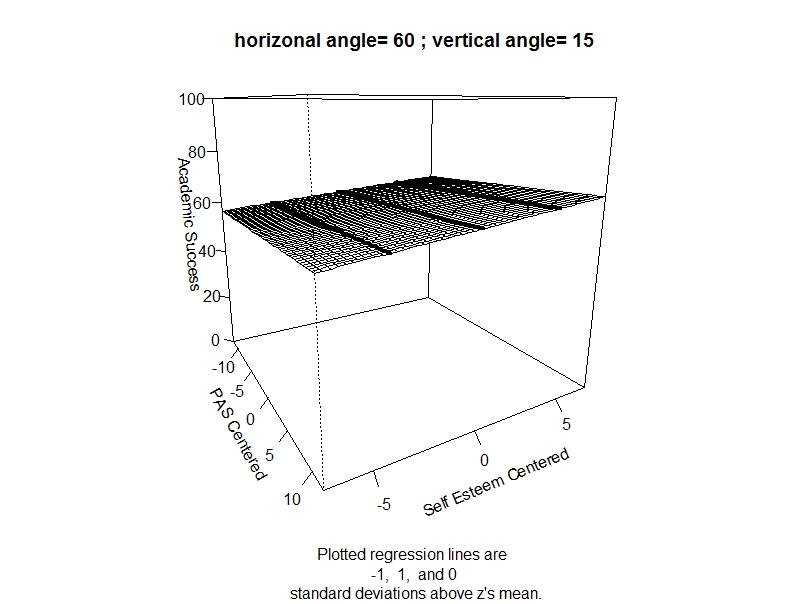 horizonal angle= 60 ; vertical angle= 15
100
80
60
40
20
0
Academic Success
-10
-5
0
5
10
PAS Centered
-5
0
5
Self Esteem Centered
Plotted regression lines are
-1,  1,  and 0
standard deviations above z's mean.